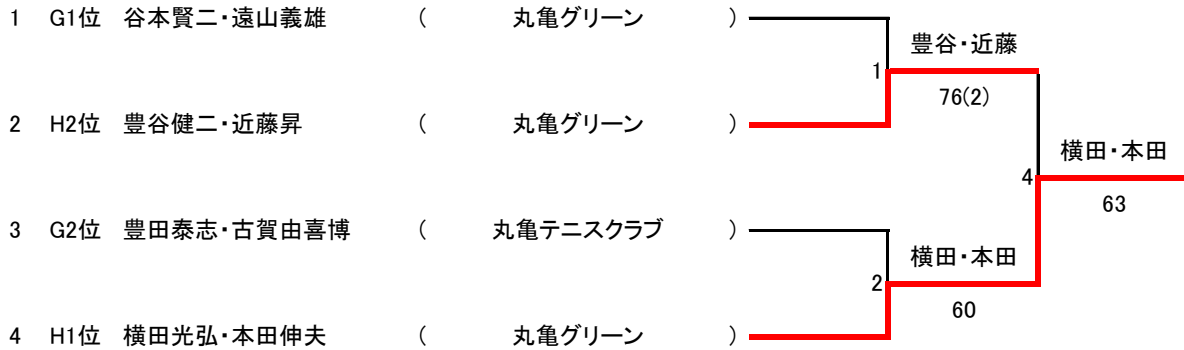 1 G1位 谷本賢二・遠山義雄 ( 丸亀グリーン )
豊谷・近藤
1
76(2)
2 H2位 豊谷健二・近藤昇 ( 丸亀グリーン )
横田・本田
4
63
3 G2位 豊田泰志・古賀由喜博 ( 丸亀テニスクラブ )
横田・本田
2
60
4 H1位 横田光弘・本田伸夫 ( 丸亀グリーン )